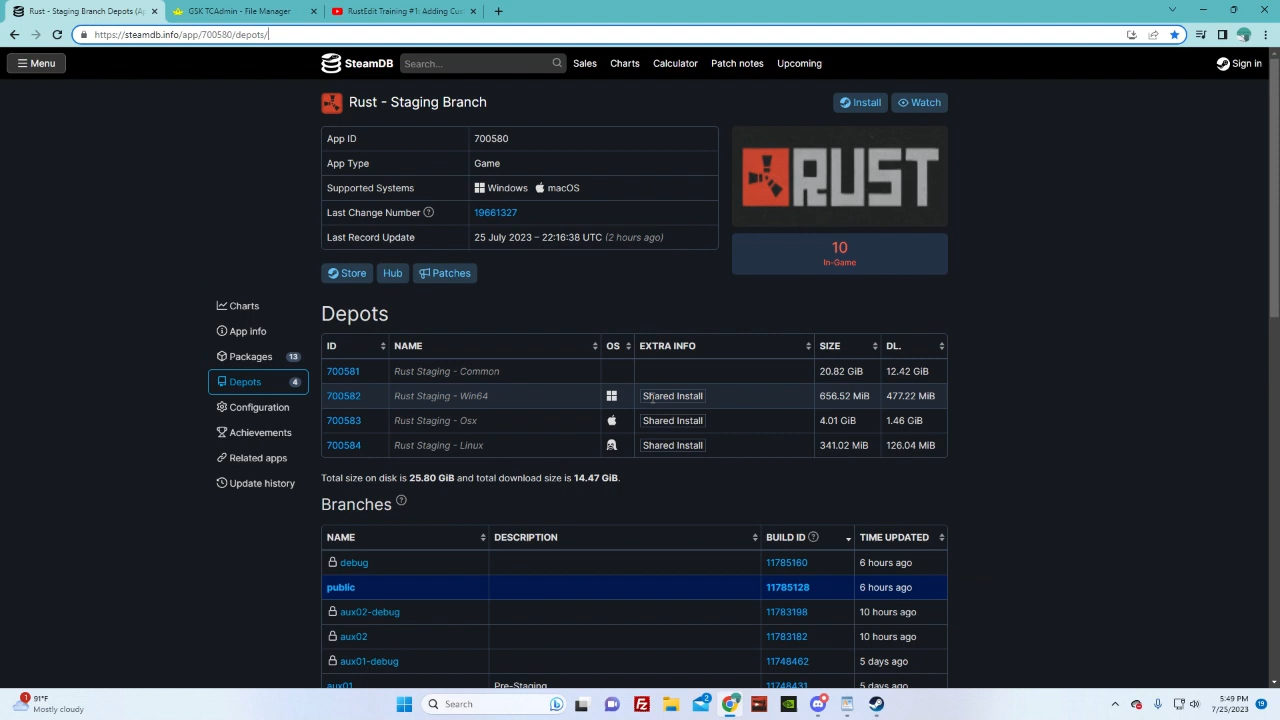 Rust - Staging Branch Depots (Ap
GSK TCAdmin - File Manager
RustEdit Training #1: Adding Cus
https://steamdb.info/app/700580/depots/
Menu
SteamDB
Search...
Sales
Charts
Calculator
Patch notes
Upcoming
Sign in
Rust - Staging Branch
Install
Watch
App ID 700580
App Type Game
Supported Systems Windows macOS
Last Change Number 19661327
Last Record Update 25 July 2023 – 22:16:38 UTC (2 hours ago)
RUST
10
In-Game
Store
Hub
Patches
Charts
App info
Packages 13
Depots 4
Configuration
Achievements
Related apps
Update history
Depots
ID NAME OS EXTRA INFO SIZE DL.
700581 Rust Staging - Common 20.82 GiB 12.42 GiB
700582 Rust Staging - Win64 Shared Install 656.52 MiB 477.22 MiB
700583 Rust Staging - Osx Shared Install 4.01 GiB 1.46 GiB
700584 Rust Staging - Linux Shared Install 341.02 MiB 126.04 MiB
Total size on disk is 25.80 GiB and total download size is 14.47 GiB.
Branches
NAME DESCRIPTION BUILD ID TIME UPDATED
debug 11785160 6 hours ago
public 11785128 6 hours ago
aux02-debug 11783198 10 hours ago
aux02 11783182 10 hours ago
aux01-debug 11748462 5 days ago
aux01 Pre-Staging 11748431 5 days ago
1
91°F
Mostly cloudy
Search
2
5:49 PM
7/25/2023
19